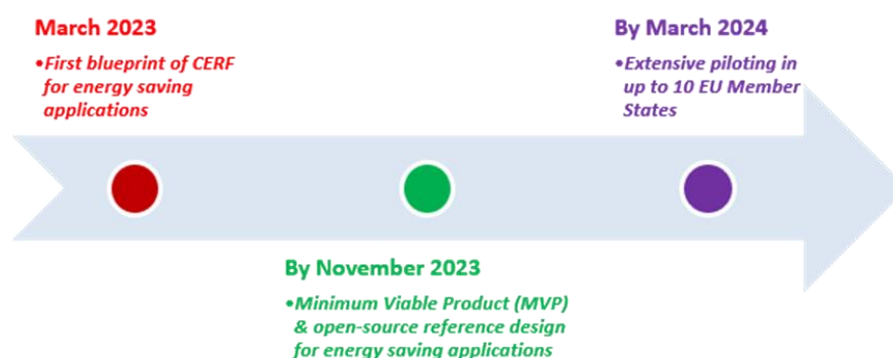 March 2023
•First blueprint of CERF
for energy saving
applications
By March 2024
•Extensive piloting in
up to 10 EU Member
States
By November 2023
•Minimum Viable Product (MVP)
& open-source reference design
for energy saving applications